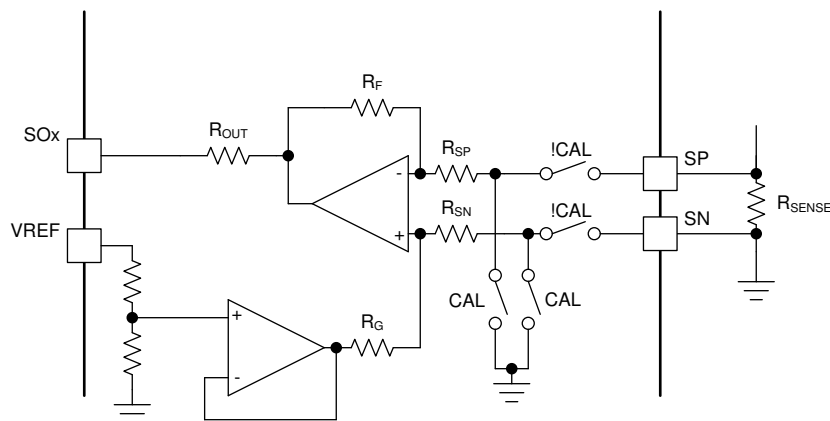 SOx
VREF
ROUT
RF
-
+
RSP
RSN
!CAL
!CAL
SP
SN
RSENSE
CAL
CAL
+
-
RG